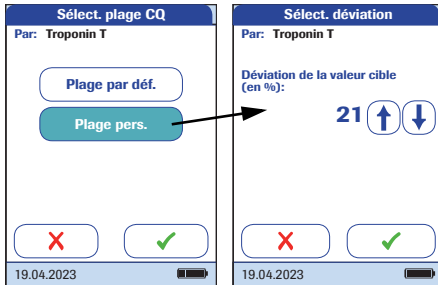 Sélect. plage CQ
Par: Troponin T
Plage par déf.
Plage pers.
19.04.2023
Sélect. déviation
Par: Troponin T
Déviation de la valeur cible
(en %):
21
19.04.2023